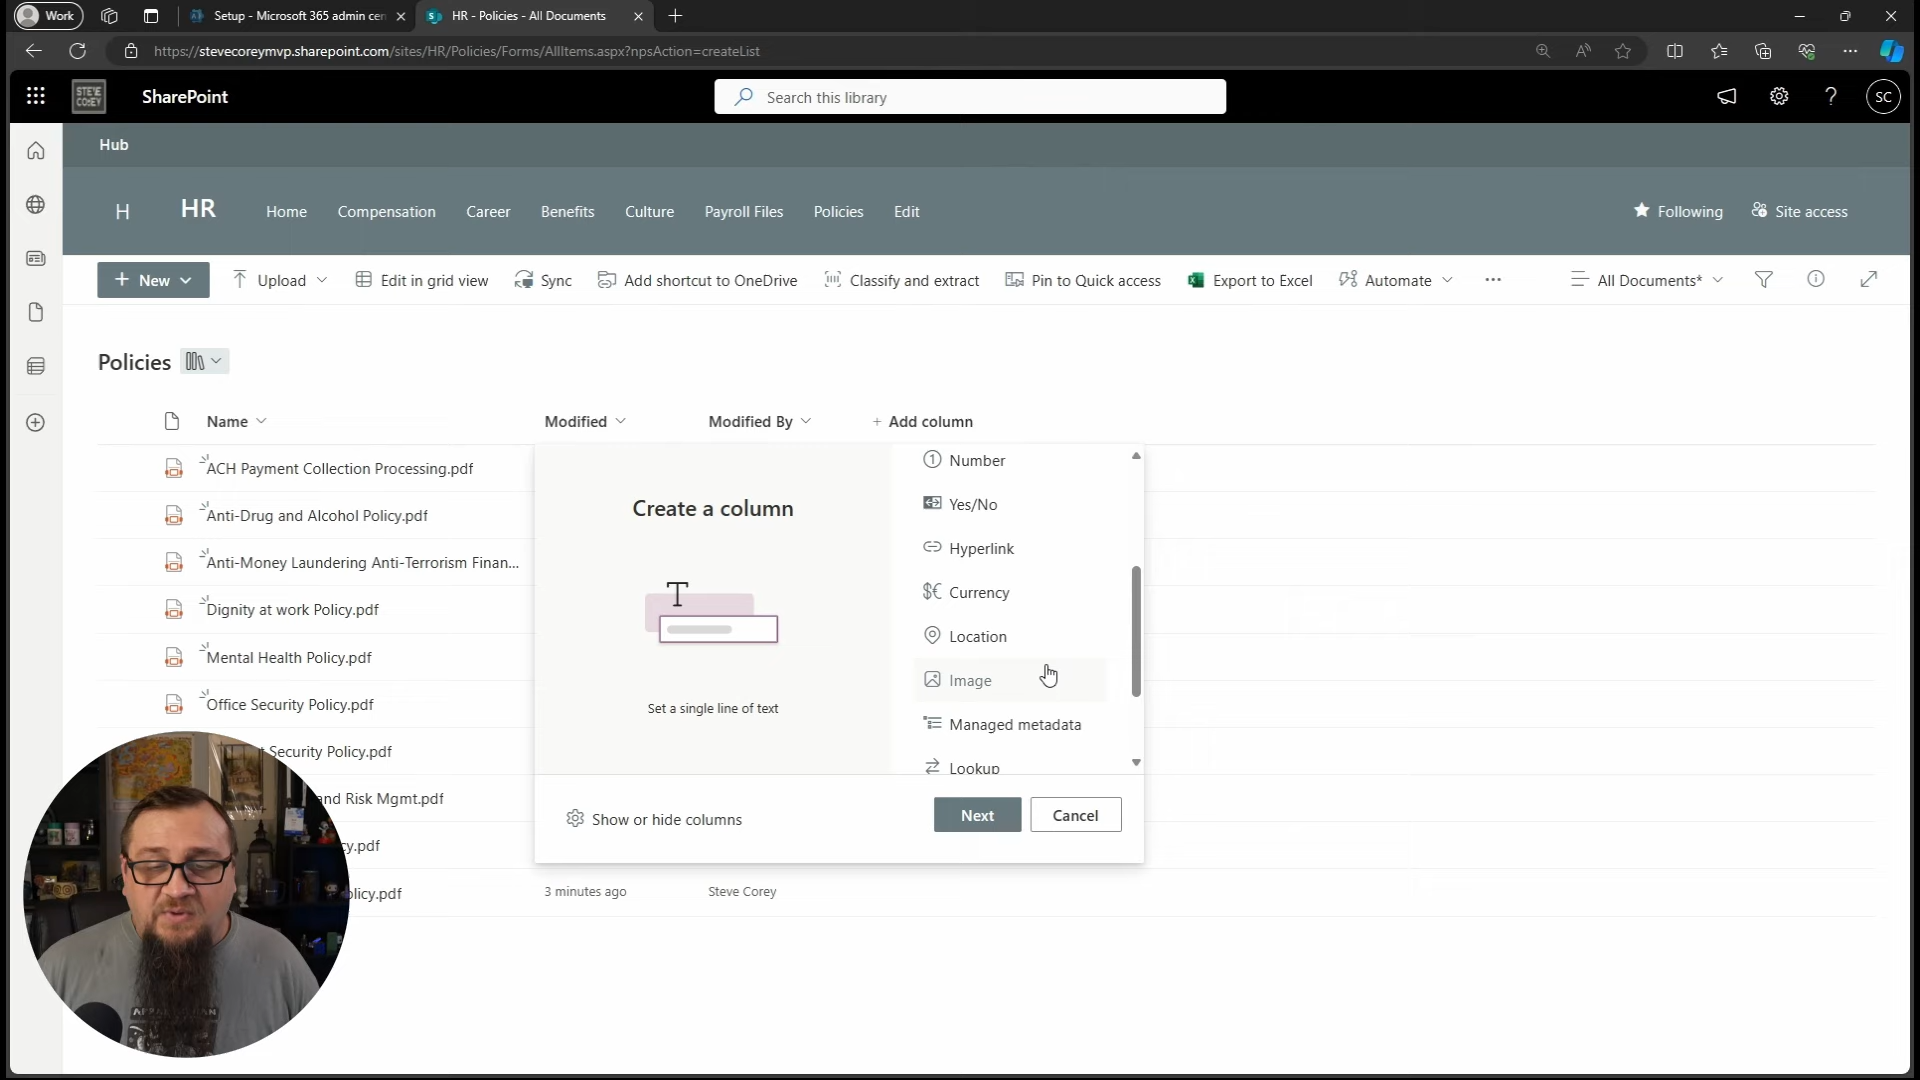 Work
Setup - Microsoft 365 admin cen
HR - Policies - All Documents
https://stevecoreymvp.sharepoint.com/sites/HR/Policies/Forms/AllItems.aspx?npsAction=createList
STEVE
COREY
SharePoint
Search this library
SC
Hub
H
HR
Home
Compensation
Career
Benefits
Culture
Payroll Files
Policies
Edit
Following
Site access
+ New
Upload
Edit in grid view
Sync
Add shortcut to OneDrive
Classify and extract
Pin to Quick access
Export to Excel
Automate
...
All Documents*
Policies
Name
Modified
Modified By
+ Add column
ACH Payment Collection Processing.pdf
Anti-Drug and Alcohol Policy.pdf
Anti-Money Laundering Anti-Terrorism Finan...
Dignity at work Policy.pdf
Mental Health Policy.pdf
Office Security Policy.pdf
t Security Policy.pdf
and Risk Mgmt.pdf
cy.pdf
olicy.pdf
3 minutes ago
Steve Corey
Create a column
T
Set a single line of text
Number
Yes/No
Hyperlink
Currency
Location
Image
Managed metadata
Lookup
Show or hide columns
Next
Cancel